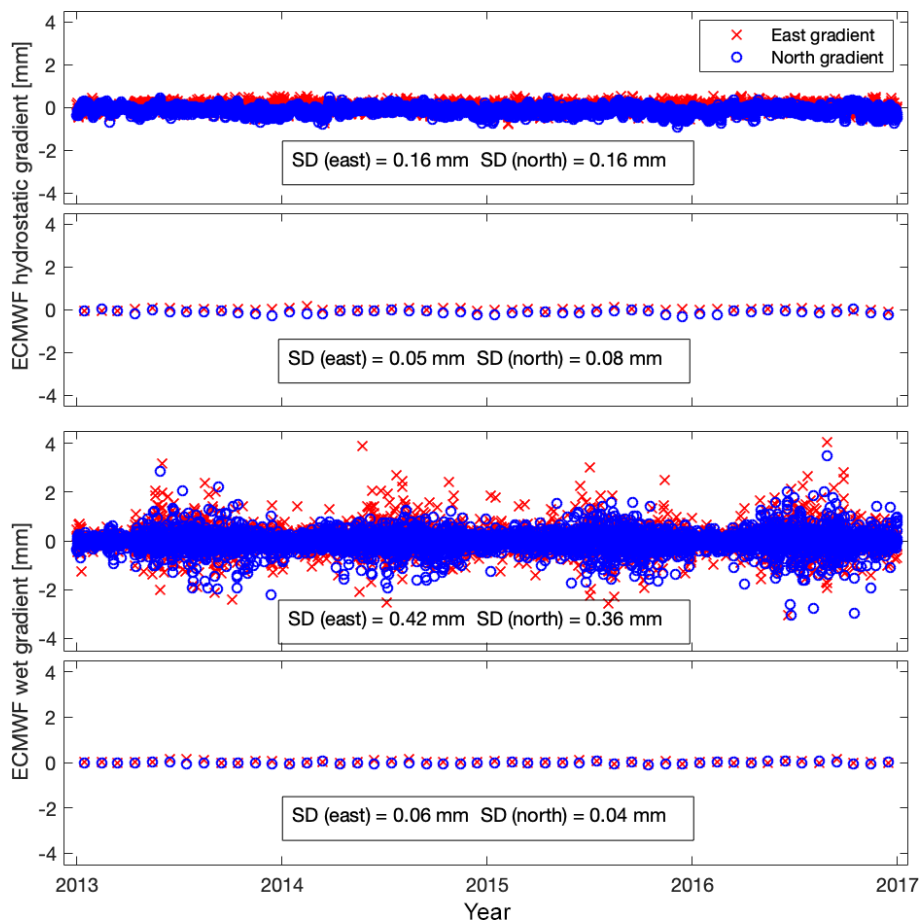 East gradient
North gradient
ECMWF hydrostatic gradient [mm]
4
2
0
-2
-4
SD (east) = 0.16 mm SD (north) = 0.16 mm
4
2
0
-2
-4
SD (east) = 0.05 mm SD (north) = 0.08 mm
ECMWF wet gradient [mm]
4
2
0
-2
-4
SD (east) = 0.42 mm SD (north) = 0.36 mm
4
2
0
-2
-4
SD (east) = 0.06 mm SD (north) = 0.04 mm
2013 2014 2015 2016 2017
Year